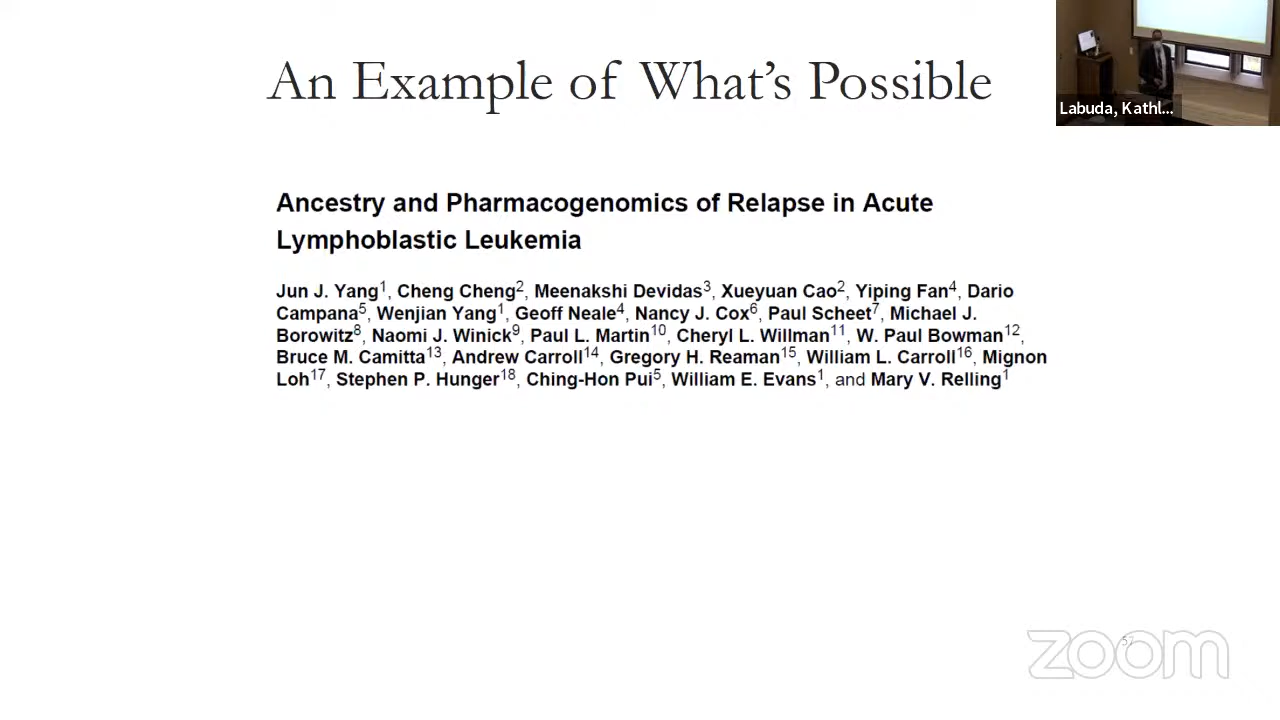 An Example of What's Possible
Labuda, Kathl...
Ancestry and Pharmacogenomics of Relapse in Acute
Lymphoblastic Leukemia
Jun J. Yang1, Cheng Cheng2, Meenakshi Devidas3, Xueyuan Cao2, Yiping Fan4, Dario
Campana5, Wenjian Yang1, Geoff Neale4, Nancy J. Cox6, Paul Scheet7, Michael J.
Borowitz8, Naomi J. Winick9, Paul L. Martin10, Cheryl L. Willman11, W. Paul Bowman12,
Bruce M. Camitta13, Andrew Carroll14, Gregory H. Reaman15, William L. Carroll16, Mignon
Loh17, Stephen P. Hunger18, Ching-Hon Pui5, William E. Evans1, and Mary V. Relling1
57
zoom